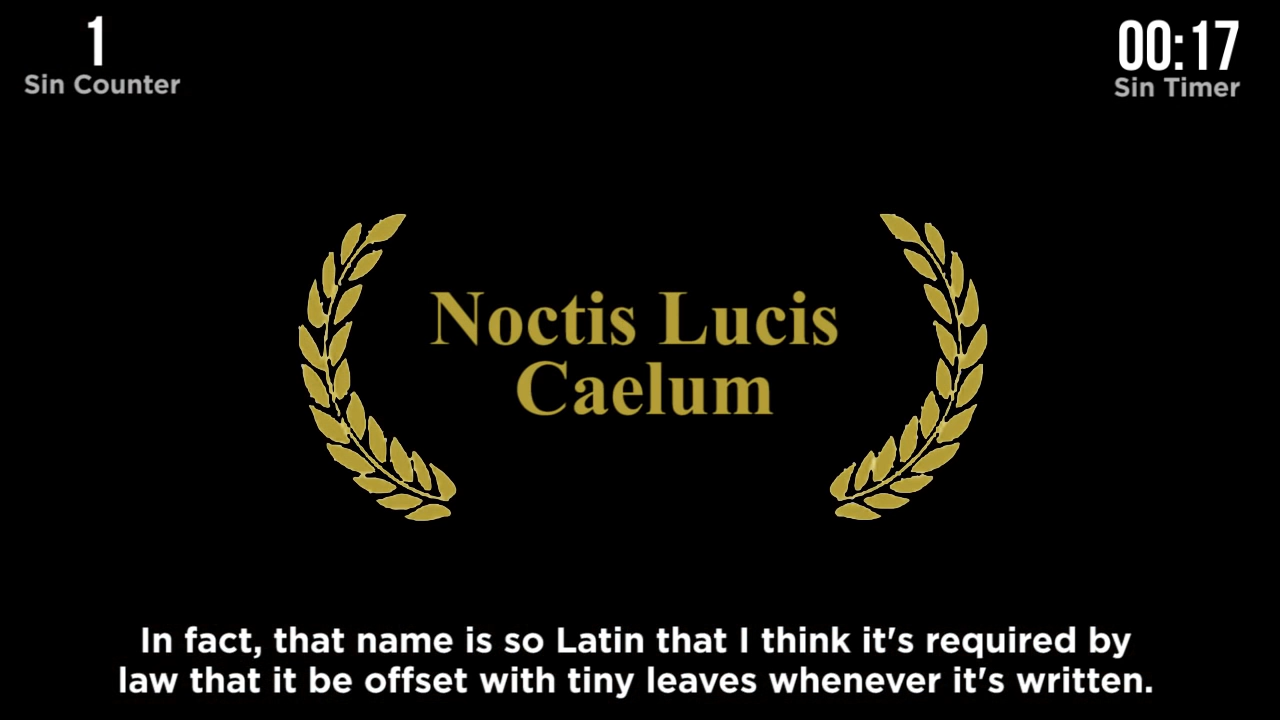 1
Sin Counter
00:17
Sin Timer
Noctis Lucis
Caelum
In fact, that name is so Latin that I think it's required by
law that it be offset with tiny leaves whenever it's written.